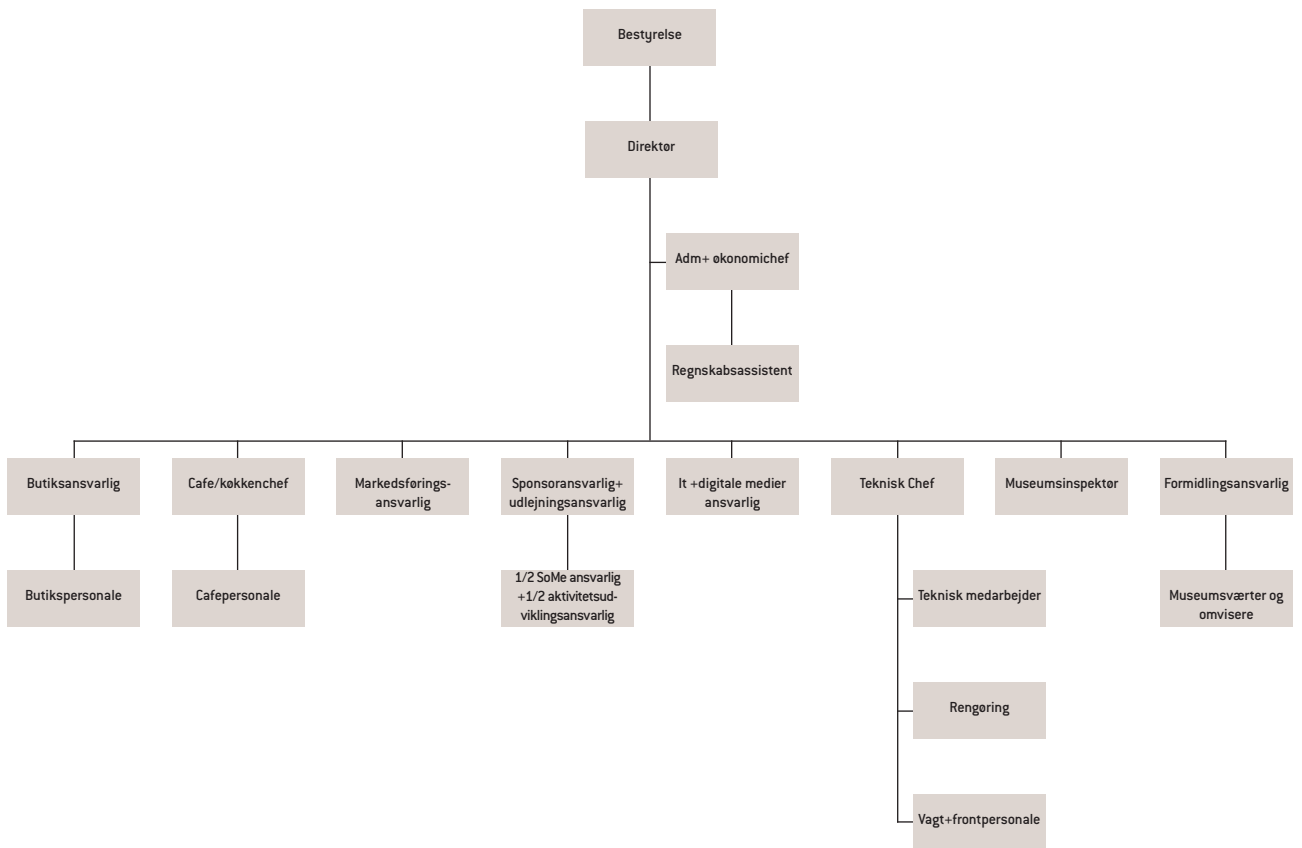 Bestyrelse
Direktør
Adm+ økonomichef
Regnskabsassistent
Butiksansvarlig
Cafe/køkkenchef
Markedsførings-
ansvarlig
Sponsoransvarlig+
udlejningsansvarlig
It +digitale medier
ansvarlig
Teknisk Chef
Museumsinspektør
Formidlingsansvarlig
Butikspersonale
Cafepersonale
1/2 SoMe ansvarlig
+1/2 aktivitetsud-
viklingsansvarlig
Teknisk medarbejder
Museumsværter og
omvisere
Rengøring
Vagt+frontpersonale